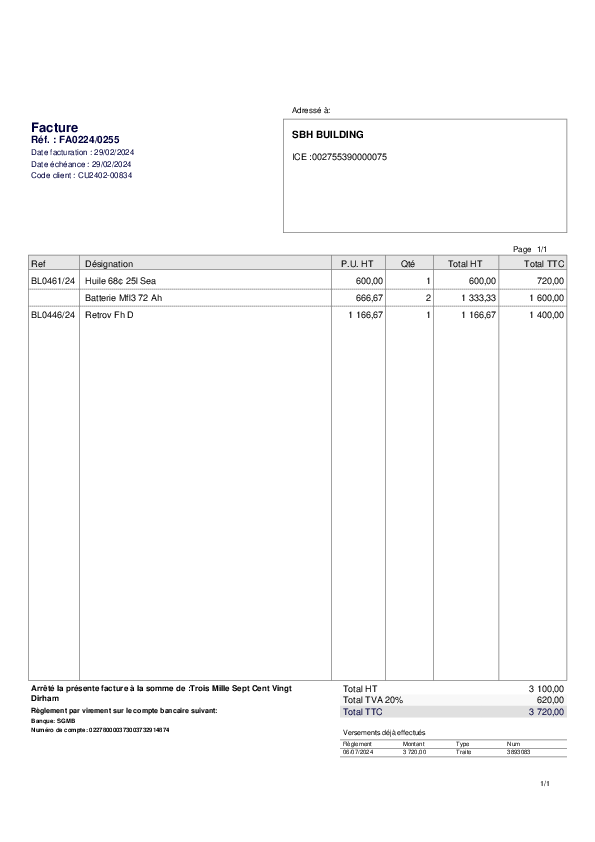 Adressé à:
Facture
Réf. : FA0224/0255
Date facturation : 29/02/2024
Date échéance : 29/02/2024
Code client : CU2402-00834
SBH BUILDING
ICE :002755390000075
Page 1/1
Ref Désignation P.U. HT Qté Total HT Total TTC
BL0461/24 Huile 68¢ 25l Sea 600,00 1 600,00 720,00
Batterie Mfl3 72 Ah 666,67 2 1 333,33 1 600,00
BL0446/24 Retrov Fh D 1 166,67 1 1 166,67 1 400,00
Arrêté la présente facture à la somme de :Trois Mille Sept Cent Vingt
Dirham
Règlement par virement sur le compte bancaire suivant:
Banque: SGMB
Numéro de compte: 022780000373003732914874
Total HT 3 100,00
Total TVA 20% 620,00
Total TTC 3 720,00
Versements déjà effectués
Règlement Montant Type Num
06/07/2024 3 720,00 Traite 3893083
1/1